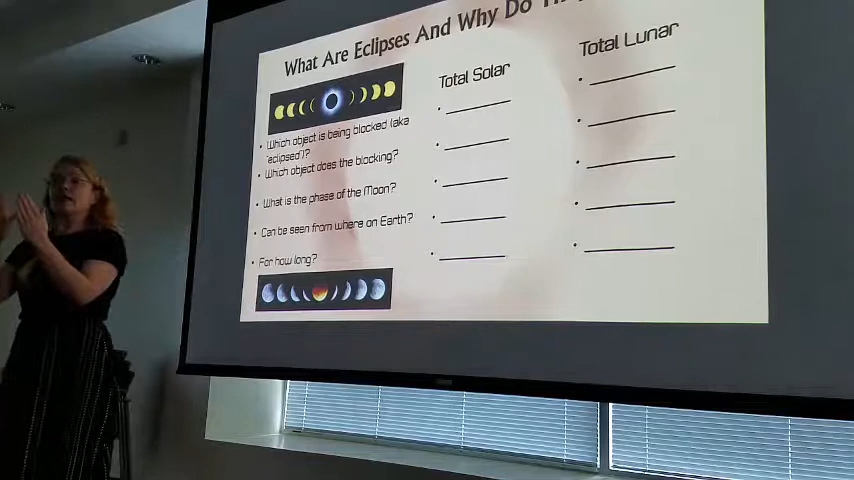 What Are Eclipses And Why Do
Total Solar
Total Lunar
• Which object is being blocked (aka
"eclipsed")?
• Which object does the blocking?
• What is the phase of the Moon?
• Can be seen from where on Earth?
• For how long?